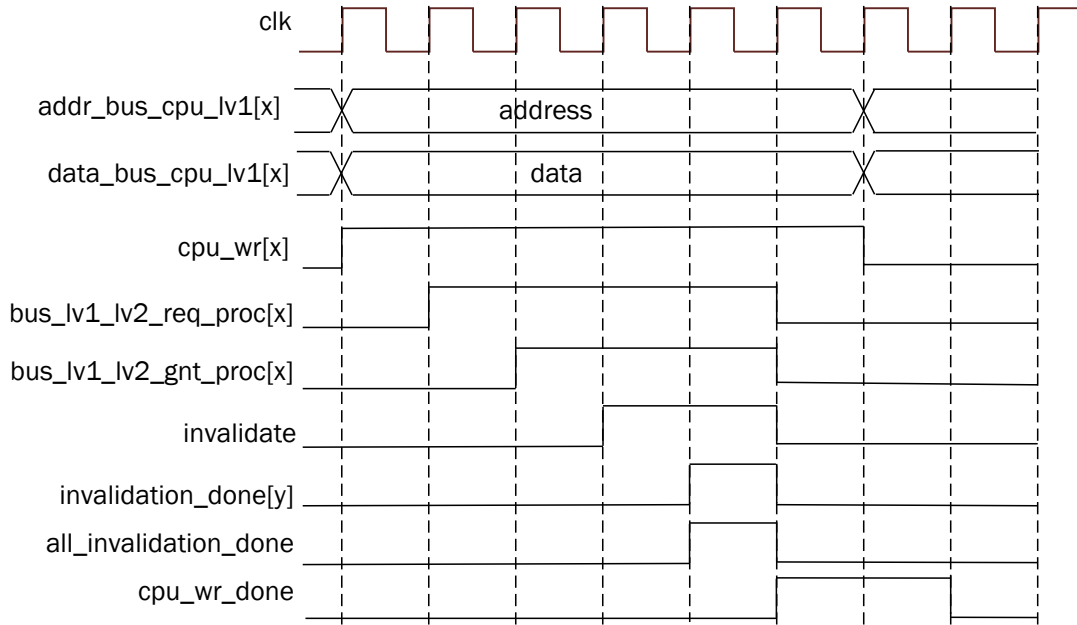 clk
addr_bus_cpu_lv1[x]
address
data_bus_cpu_lv1[x]
data
cpu_wr[x]
bus_lv1_lv2_req_proc[x]
bus_lv1_lv2_gnt_proc[x]
invalidate
invalidation_done[y]
all_invalidation_done
cpu_wr_done